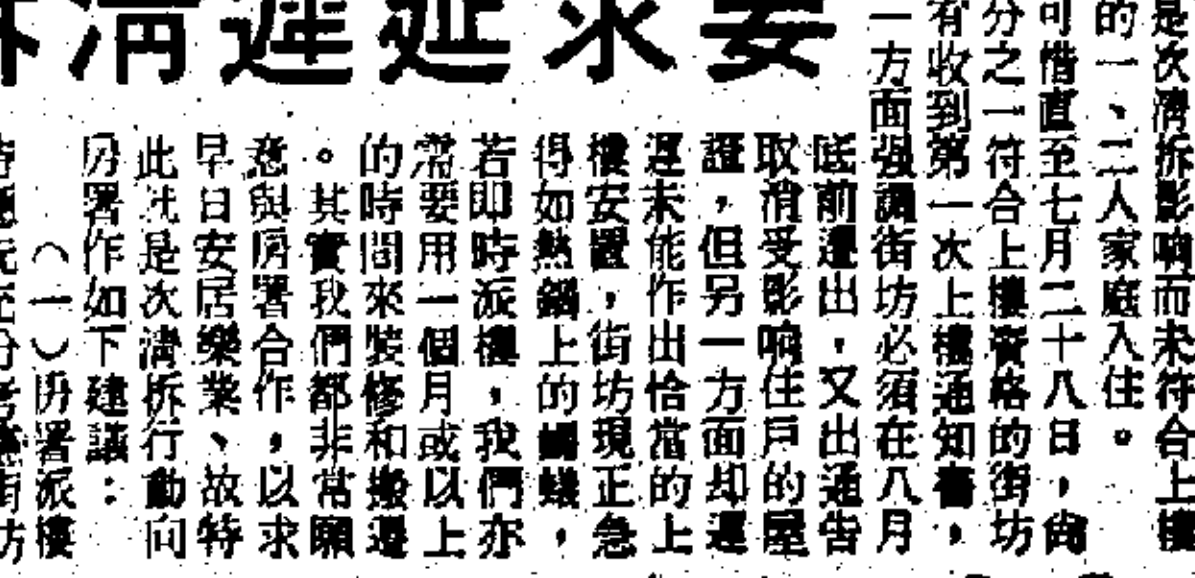 要求延遲清拆
是次清拆影响而未符合上樓
的一、二人家庭入住。
可惜直至七月二十八日，尚
分之一符合上樓資格的街坊
有收到第一次上樓通知書，
一方面強調街坊必須在八月
底前遷出，又出通告
取消受影响住戶的屋
證，但另一方面却遲
遲未能作出恰當的上
樓安置，街坊現正急
得如熱鍋上的螞蟻，
若即時派樓，我們亦
常要用一個月或以上
的時間來裝修和搬遷
。其實我們都非常願
意與房署合作，以求
早日安居樂業、故特
此就是次清拆行動向
房署作如下建議：
（一）房署派樓